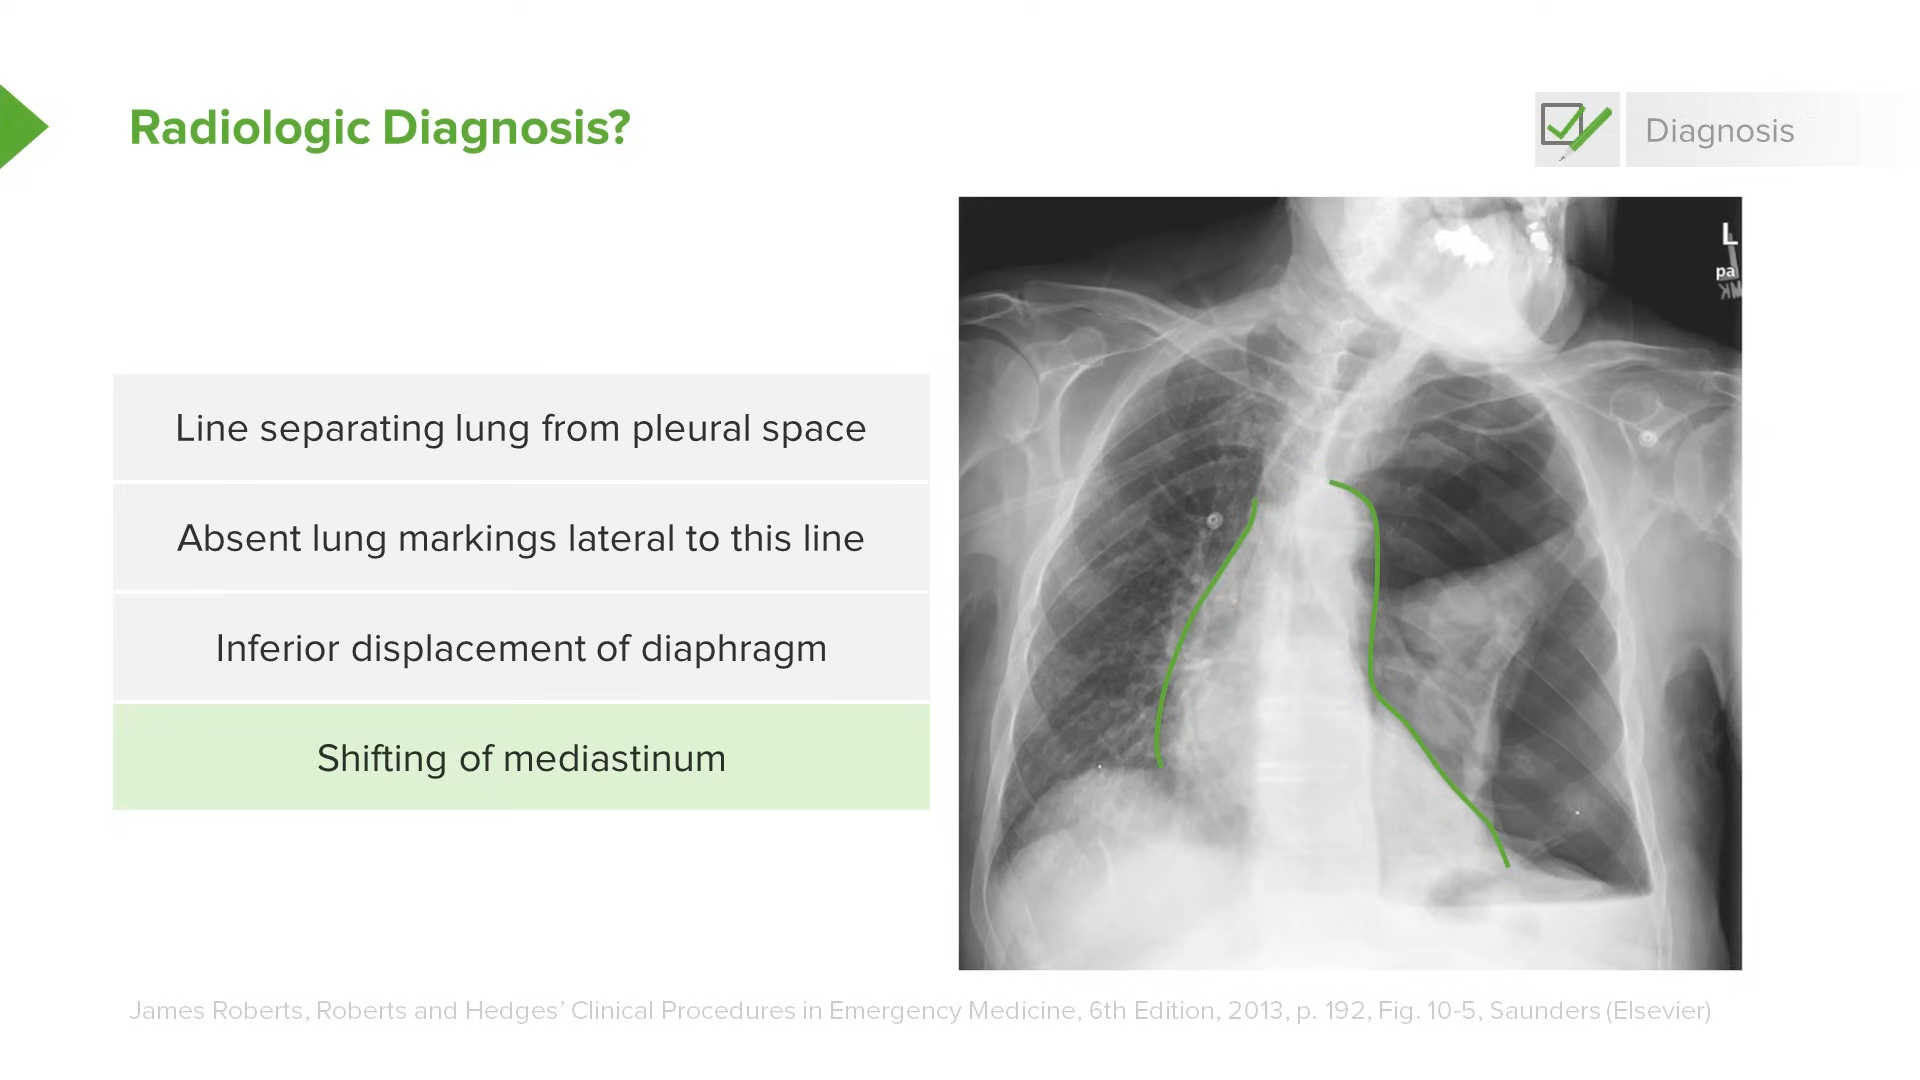 Radiologic Diagnosis?
Diagnosis
Line separating lung from pleural space
Absent lung markings lateral to this line
Inferior displacement of diaphragm
Shifting of mediastinum
L
pa
James Roberts, Roberts and Hedges’ Clinical Procedures in Emergency Medicine, 6th Edition, 2013, p. 192, Fig. 10-5, Saunders (Elsevier)